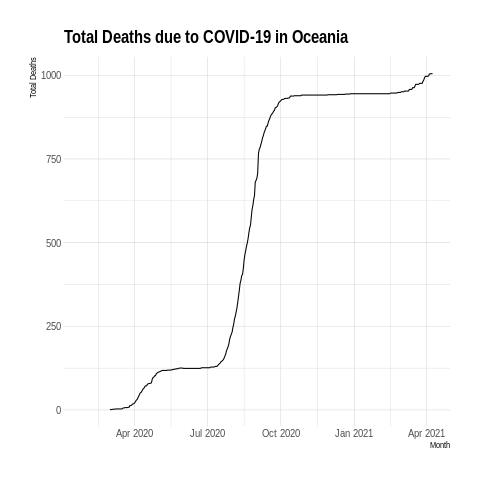 Total Deaths due to COVID-19 in Oceania
Total Deaths
1000
750
500
250
0
Apr 2020 Jul 2020 Oct 2020 Jan 2021 Apr 2021
Month